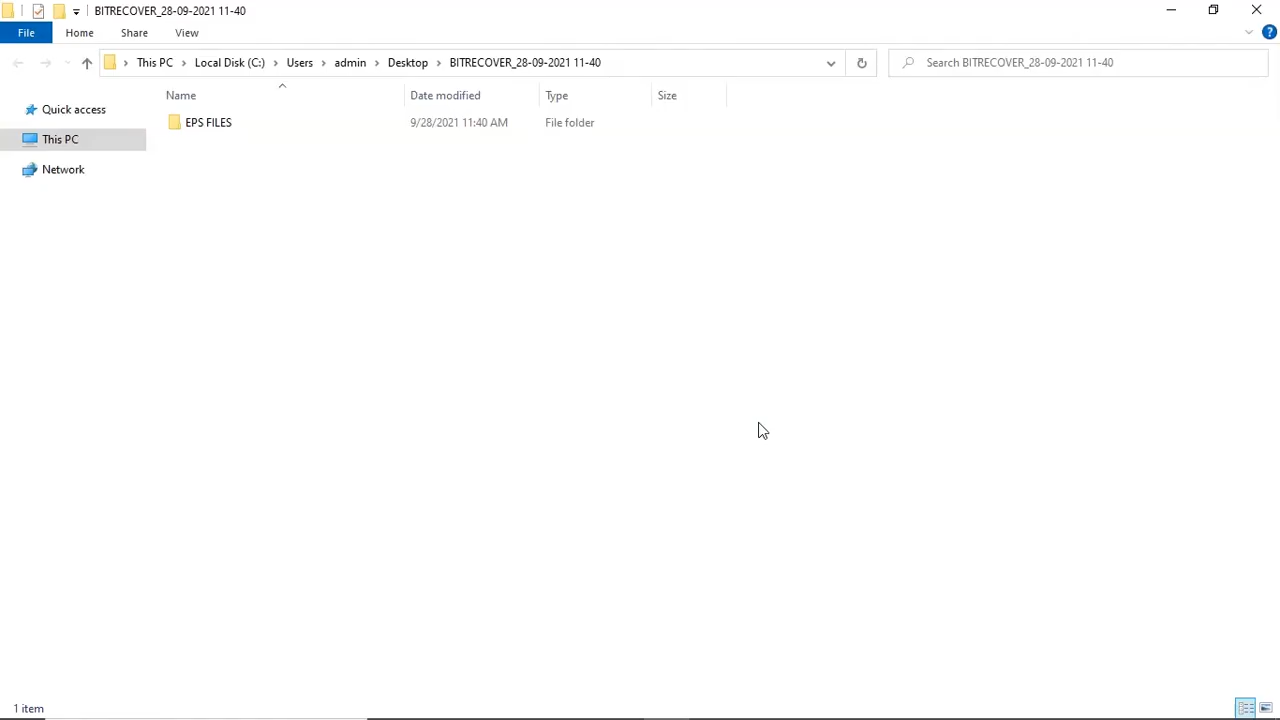 BITRECOVER_28-09-2021 11-40
File Home Share View
This PC Local Disk (C:) Users admin Desktop BITRECOVER_28-09-2021 11-40 Search BITRECOVER_28-09-2021 11-40
Name Date modified Type Size
Quick access
EPS FILES 9/28/2021 11:40 AM File folder
This PC
Network
1 item